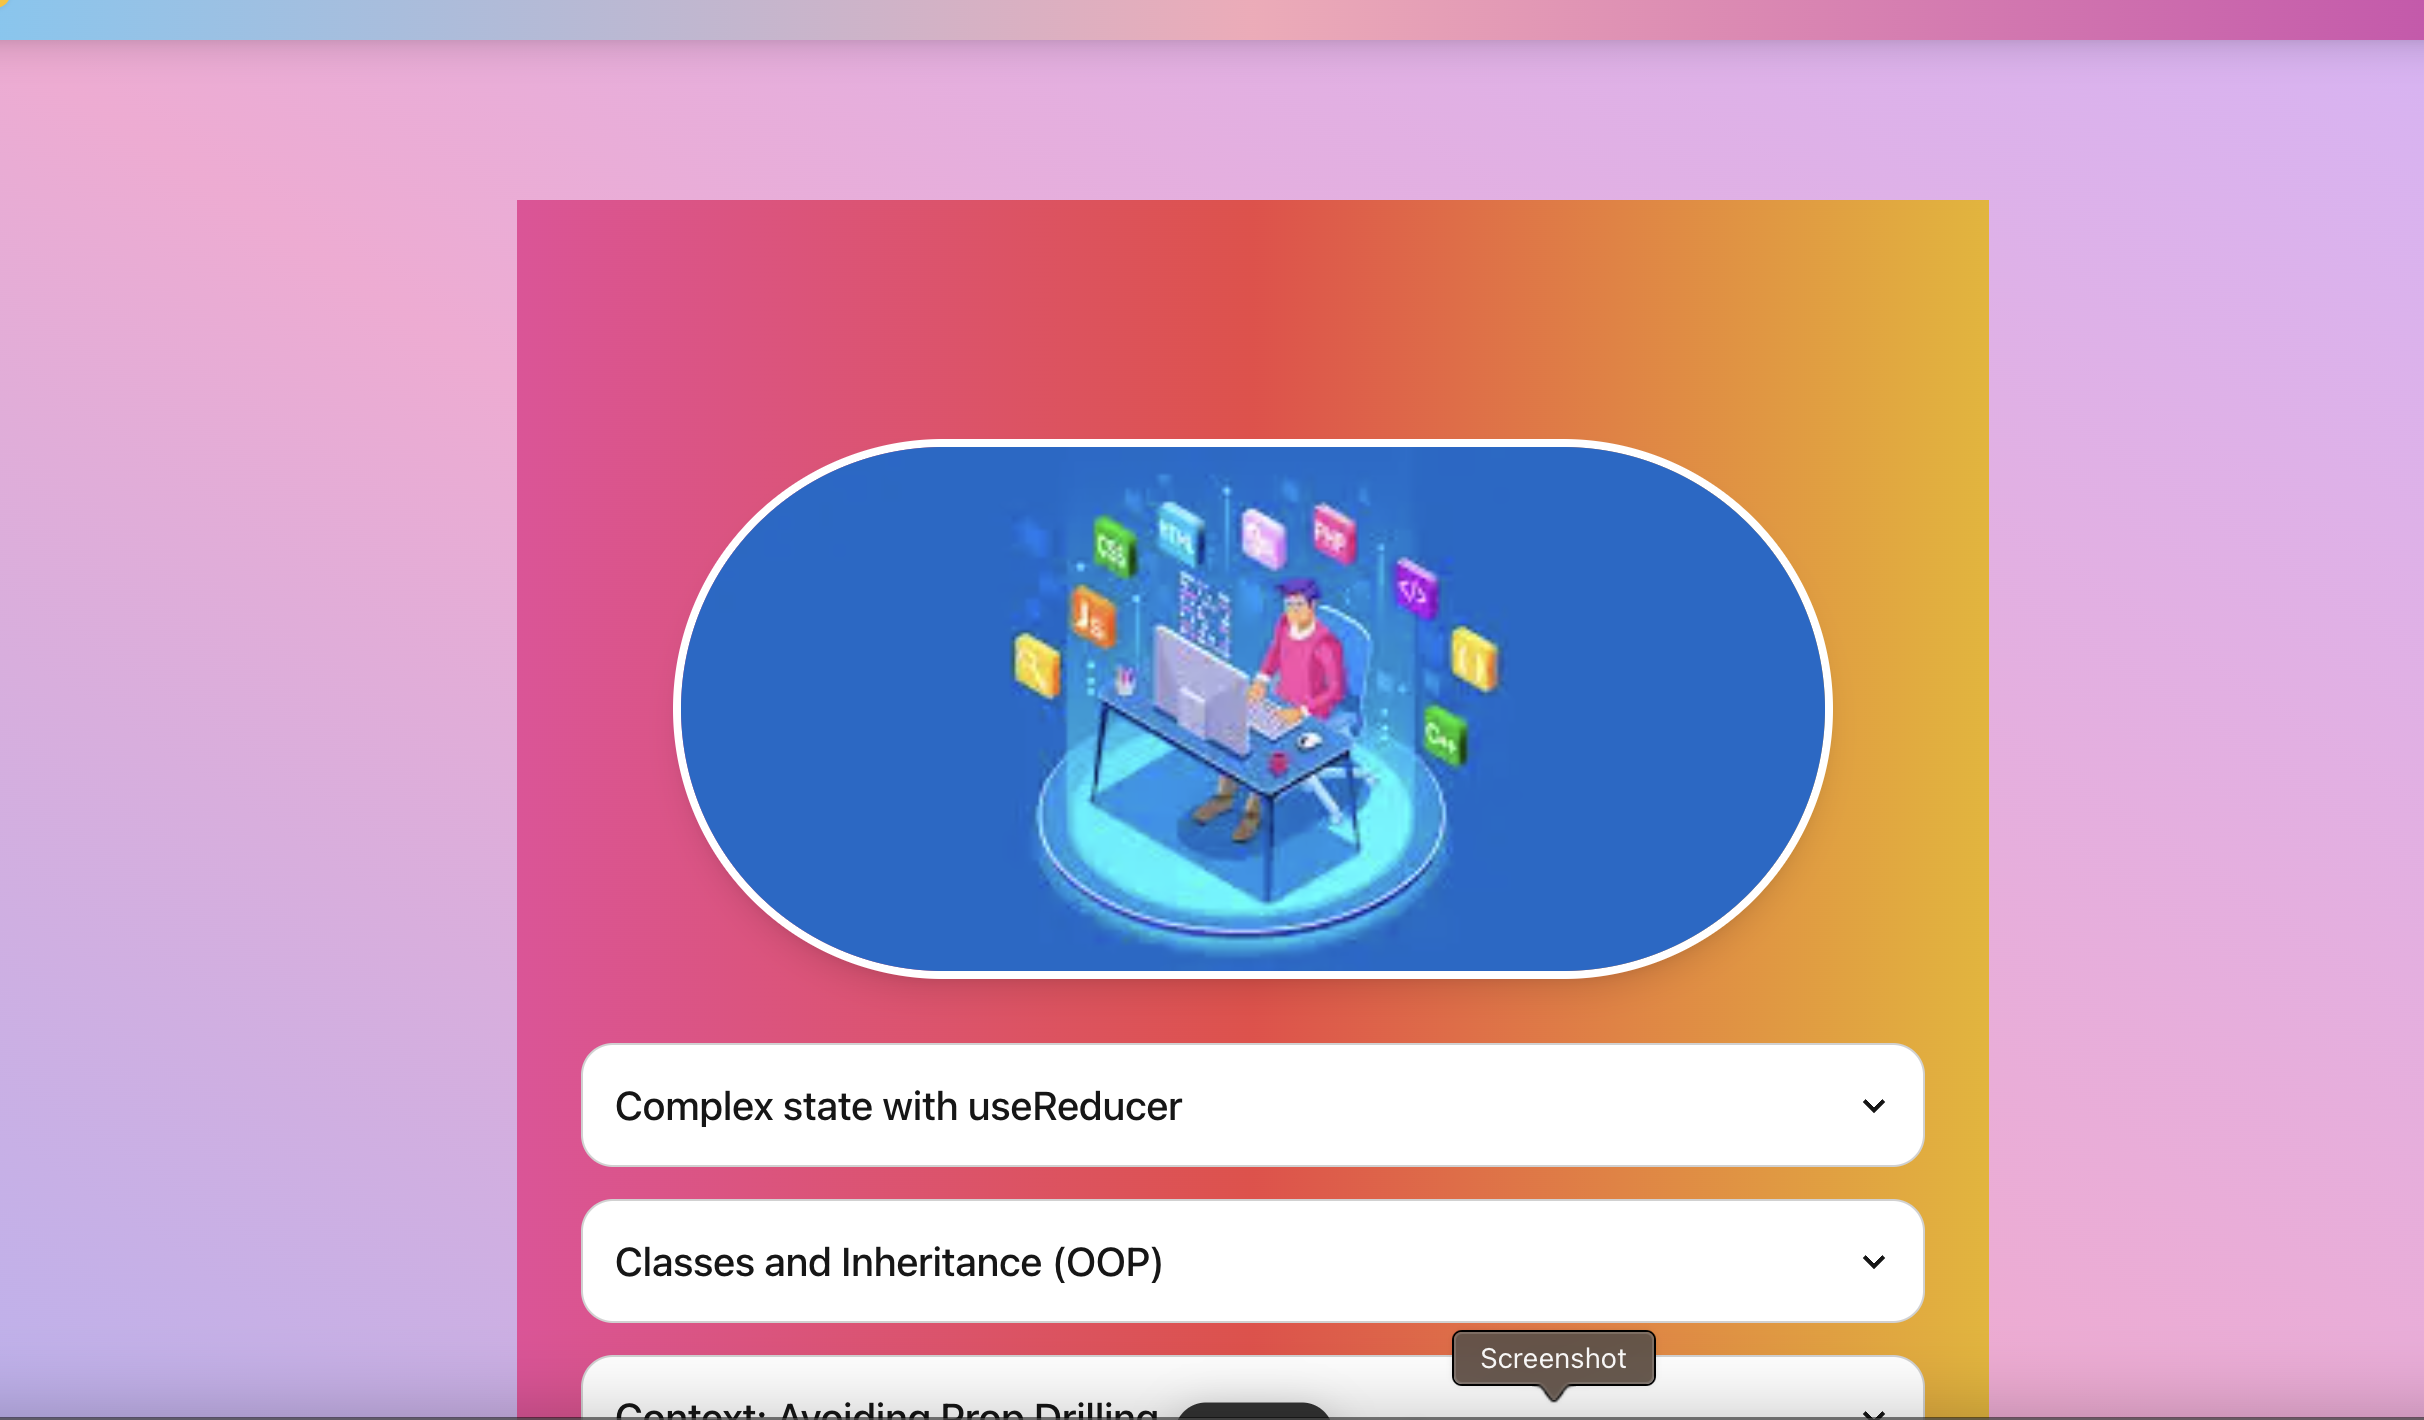 CSS
HTML
PHP
</>
Js
{ }
C++
Complex state with useReducer
Classes and Inheritance (OOP)
Screenshot
Context: Avoiding Prop Drilling